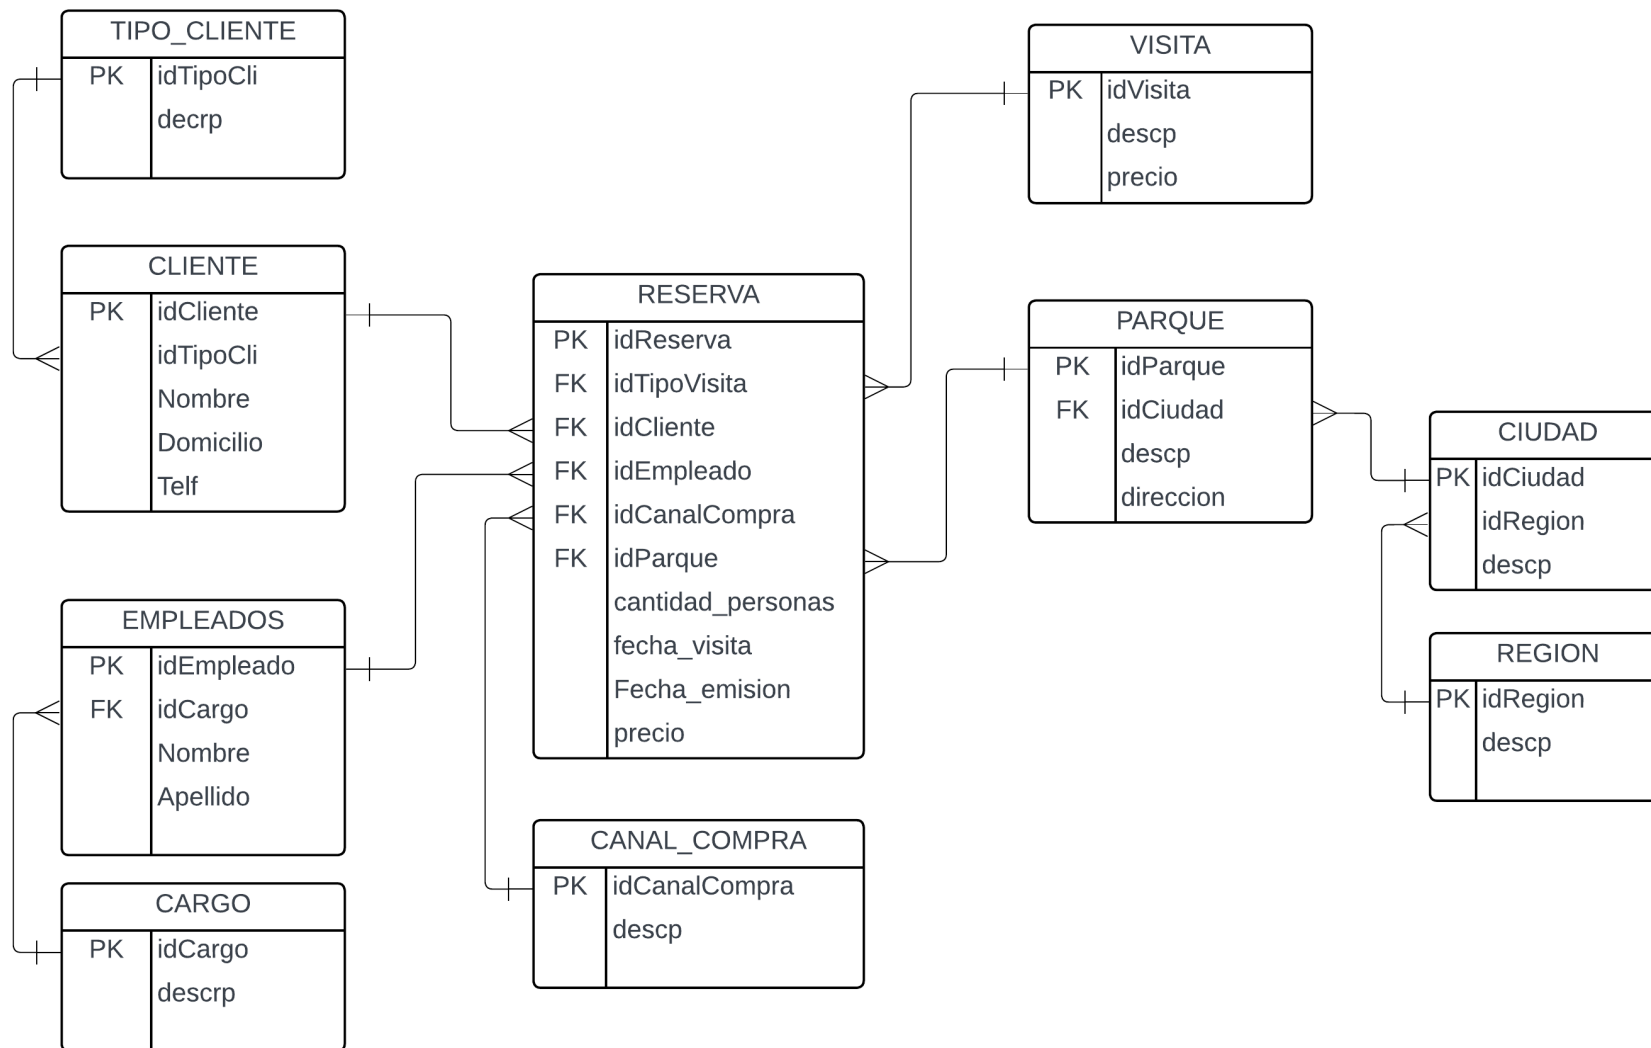 TIPO_CLIENTE
PK idTipoCli
decrp
CLIENTE
PK idCliente
idTipoCli
Nombre
Domicilio
Telf
EMPLEADOS
PK idEmpleado
FK idCargo
Nombre
Apellido
CARGO
PK idCargo
descrp
RESERVA
PK idReserva
FK idTipoVisita
FK idCliente
FK idEmpleado
FK idCanalCompra
FK idParque
cantidad_personas
fecha_visita
Fecha_emision
precio
CANAL_COMPRA
PK idCanalCompra
descp
VISITA
PK idVisita
descp
precio
PARQUE
PK idParque
FK idCiudad
descp
direccion
CIUDAD
PK idCiudad
idRegion
descp
REGION
PK idRegion
descp